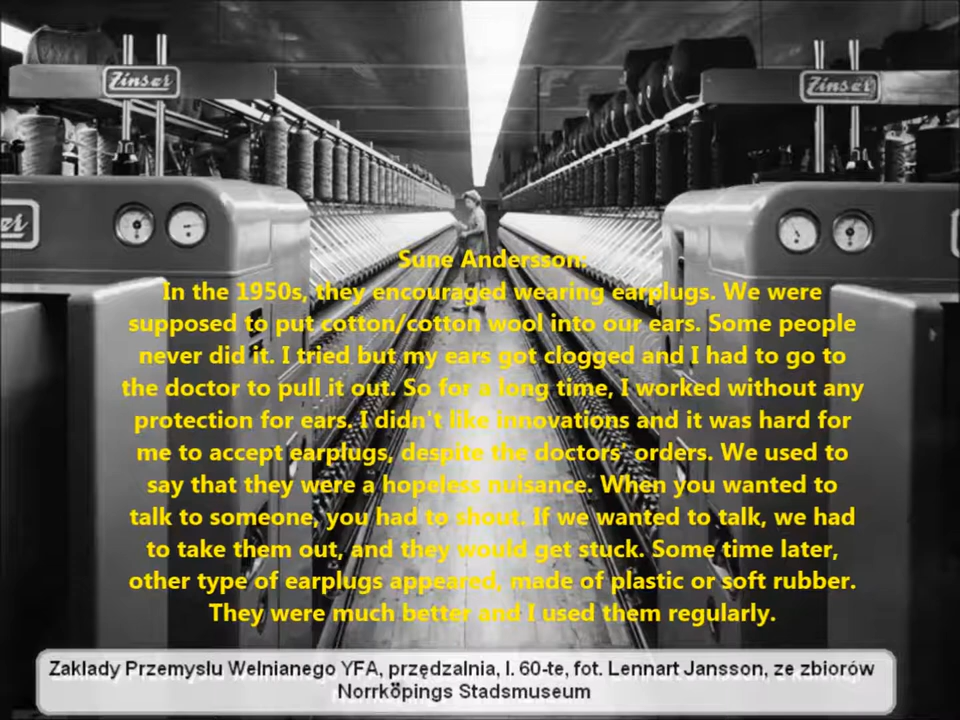 Zinser
Zinser
Sune Andersson:
In the 1950s, they encouraged wearing earplugs. We were
supposed to put cotton/cotton wool into our ears. Some people
never did it. I tried but my ears got clogged and I had to go to
the doctor to pull it out. So for a long time, I worked without any
protection for ears. I didn't like innovations and it was hard for
me to accept earplugs, despite the doctors' orders. We used to
say that they were a hopeless nuisance. When you wanted to
talk to someone, you had to shout. If we wanted to talk, we had
to take them out, and they would get stuck. Some time later,
other type of earplugs appeared, made of plastic or soft rubber.
They were much better and I used them regularly.
Zaklady Przemyslu Welnianego YFA, przędzalnia, l. 60-te, fot. Lennart Jansson, ze zbiorów
Norrköpings Stadsmuseum